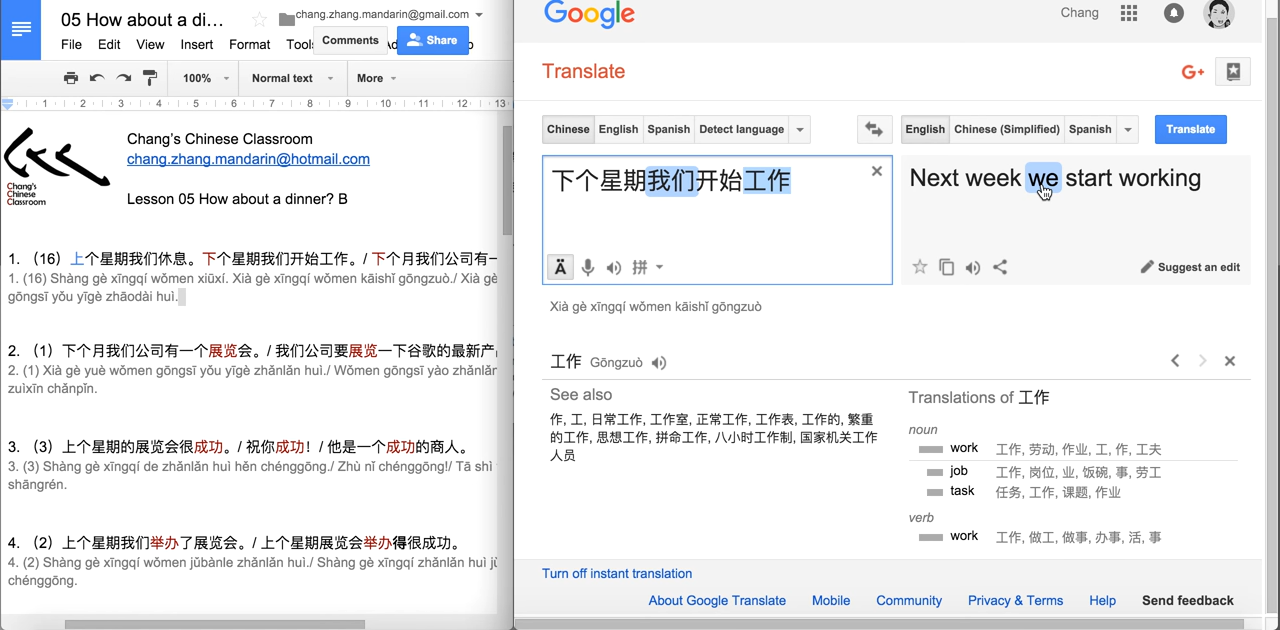 05 How about a di...
chang.zhang.mandarin@gmail.com
File Edit View Insert Format
Comments
Share
100% Normal text More
1 2 3 4 5 6 7 8 9 10 11 12 13
Chang's Chinese Classroom
Chang's Chinese Classroom
chang.zhang.mandarin@hotmail.com
Lesson 05 How about a dinner? B
1. （16）上个星期我们休息。下个星期我们开始工作。/ 下个月我们公司有一
1. (16) Shàng gè xīngqí wǒmen xiūxí. Xià gè xīngqí wǒmen kāishǐ gōngzuò./ Xià gè
gōngsī yǒu yīgè zhāodài huì.
2. （1）下个月我们公司有一个展览会。/ 我们公司要展览一下谷歌的最新产
2. (1) Xià gè yuè wǒmen gōngsī yǒu yīgè zhǎnlǎn huì./ Wǒmen gōngsī yào zhǎnlǎn
zuìxīn chǎnpǐn.
3. （3）上个星期的展览会很成功。/ 祝你成功！/ 他是一个成功的商人。
3. (3) Shàng gè xīngqí de zhǎnlǎn huì hěn chénggōng./ Zhù nǐ chénggōng!/ Tā shì
shāngrén.
4. （2）上个星期我们举办了展览会。/ 上个星期展览会举办得很成功。
4. (2) Shàng gè xīngqí wǒmen jǔbànle zhǎnlǎn huì./ Shàng gè xīngqí zhǎnlǎn huì
chénggōng.
Google
Chang
Translate
G+
Chinese English Spanish Detect language
English Chinese (Simplified) Spanish Translate
下个星期我们开始工作
Ä 拼
Next week we start working
Suggest an edit
Xià gè xīngqí wǒmen kāishǐ gōngzuò
工作 Gōngzuò
See also
作, 工, 日常工作, 工作室, 正常工作, 工作表, 工作的, 繁重
的工作, 思想工作, 拼命工作, 八小时工作制, 国家机关工作
人员
Translations of 工作
noun
work 工作, 劳动, 作业, 工, 作, 工夫
job 工作, 岗位, 业, 饭碗, 事, 劳工
task 任务, 工作, 课题, 作业
verb
work 工作, 做工, 做事, 办事, 活, 事
Turn off instant translation
About Google Translate Mobile Community Privacy & Terms Help Send feedback